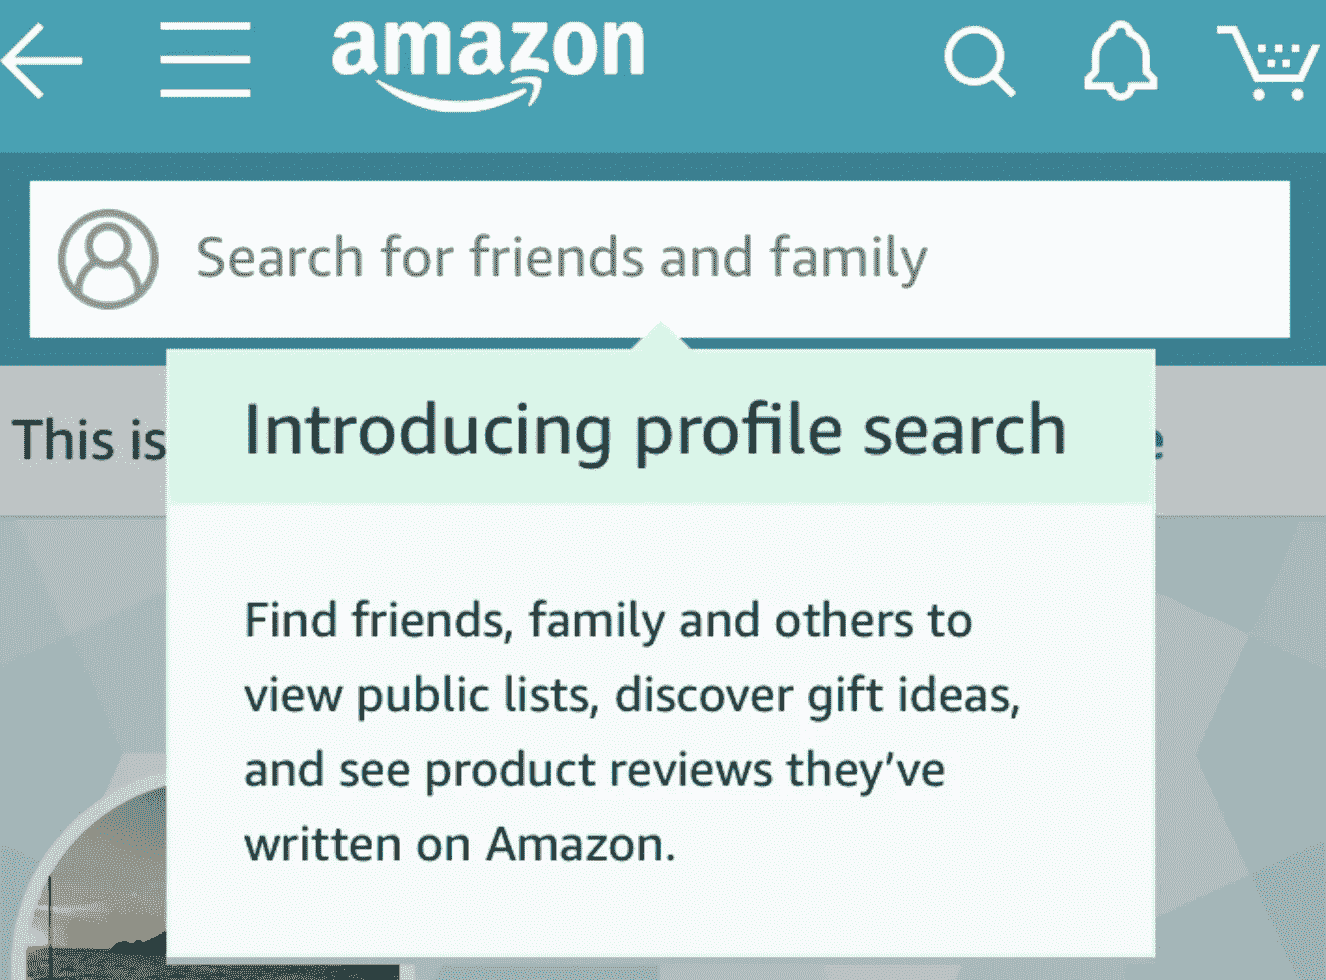 amazon
Search for friends and family
This is
Introducing profile search
Find friends, family and others to
view public lists, discover gift ideas,
and see product reviews they've
written on Amazon.